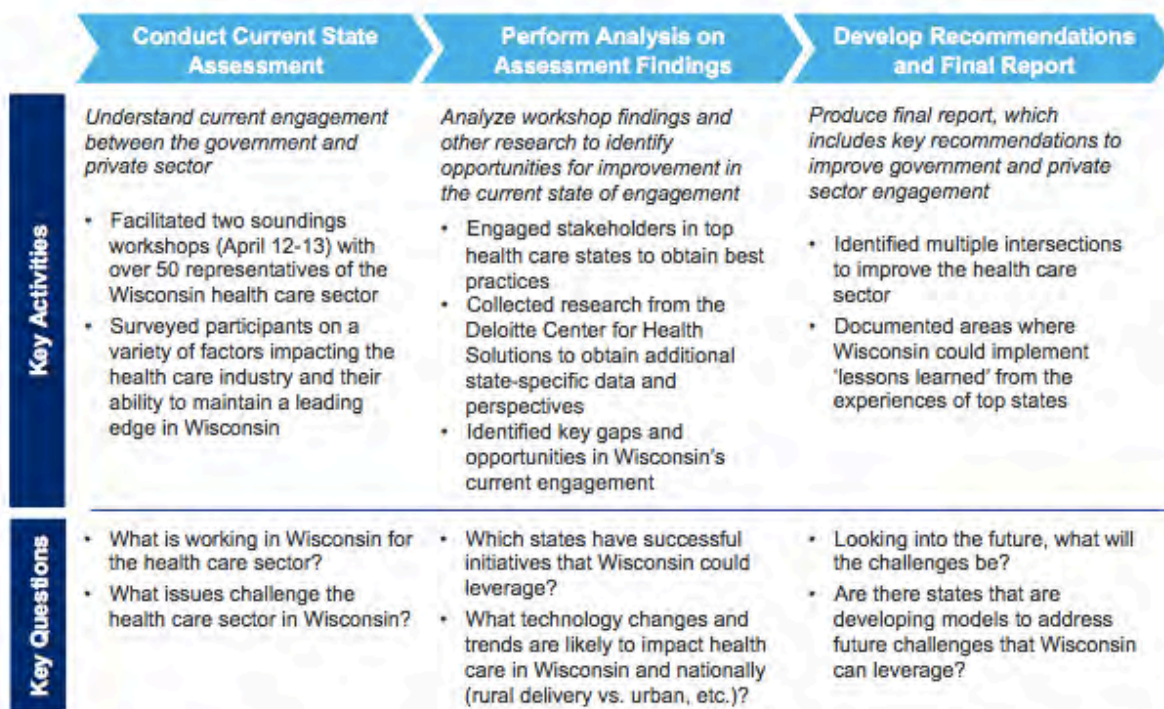 Conduct Current State
Assessment
Perform Analysis on
Assessment Findings
Develop Recommendations
and Final Report
Key Activities
Understand current engagement
between the government and
private sector
• Facilitated two soundings
workshops (April 12-13) with
over 50 representatives of the
Wisconsin health care sector
• Surveyed participants on a
variety of factors impacting the
health care industry and their
ability to maintain a leading
edge in Wisconsin
Analyze workshop findings and
other research to identify
opportunities for improvement in
the current state of engagement
• Engaged stakeholders in top
health care states to obtain best
practices
• Collected research from the
Deloitte Center for Health
Solutions to obtain additional
state-specific data and
perspectives
• Identified key gaps and
opportunities in Wisconsin's
current engagement
Produce final report, which
includes key recommendations to
improve government and private
sector engagement
• Identified multiple intersections
to improve the health care
sector
• Documented areas where
Wisconsin could implement
'lessons learned' from the
experiences of top states
Key Questions
• What is working in Wisconsin for
the health care sector?
• What issues challenge the
health care sector in Wisconsin?
• Which states have successful
initiatives that Wisconsin could
leverage?
• What technology changes and
trends are likely to impact health
care in Wisconsin and nationally
(rural delivery vs. urban, etc.)?
• Looking into the future, what will
the challenges be?
• Are there states that are
developing models to address
future challenges that Wisconsin
can leverage?